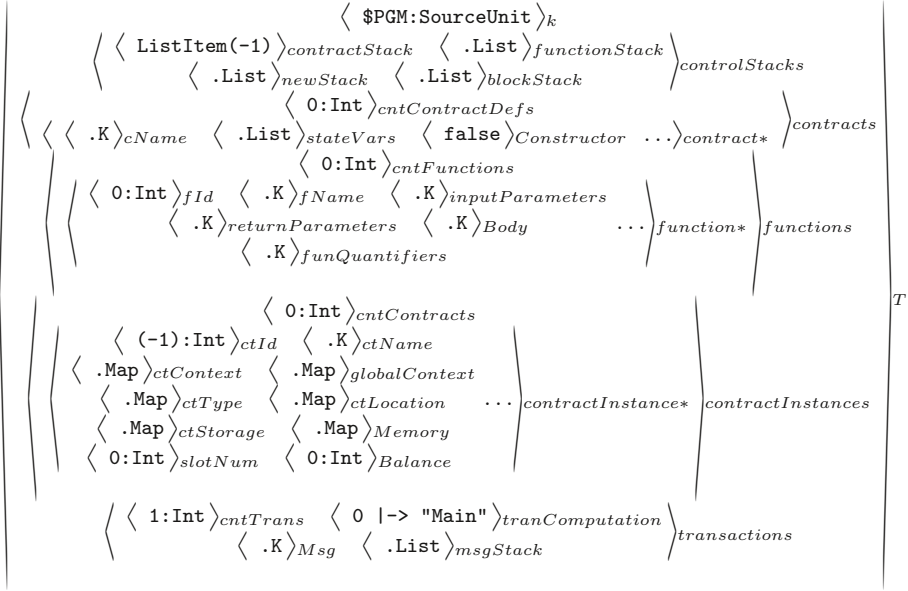 ⟨ $PGM:SourceUnit ⟩k
⟨ ListItem(-1) ⟩contractStack ⟨ .List ⟩functionStack
⟨ .List ⟩newStack ⟨ .List ⟩blockStack
controlStacks
⟨ 0:Int ⟩cntContractDefs
⟨ ⟨ .K ⟩cName ⟨ .List ⟩stateVars ⟨ false ⟩Constructor ...⟩contract*
contracts
⟨ 0:Int ⟩cntFunctions
⟨ 0:Int ⟩fId ⟨ .K ⟩fName ⟨ .K ⟩inputParameters
⟨ .K ⟩returnParameters ⟨ .K ⟩Body ... function* functions
⟨ .K ⟩funQuantifiers
T
⟨ 0:Int ⟩cntContracts
⟨ (-1):Int ⟩ctId ⟨ .K ⟩ctName
⟨ .Map ⟩ctContext ⟨ .Map ⟩globalContext
⟨ .Map ⟩ctType ⟨ .Map ⟩ctLocation ... contractInstance* contractInstances
⟨ .Map ⟩ctStorage ⟨ .Map ⟩Memory
⟨ 0:Int ⟩slotNum ⟨ 0:Int ⟩Balance
⟨ 1:Int ⟩cntTrans ⟨ 0 |-> "Main" ⟩tranComputation
⟨ .K ⟩Msg ⟨ .List ⟩msgStack
transactions